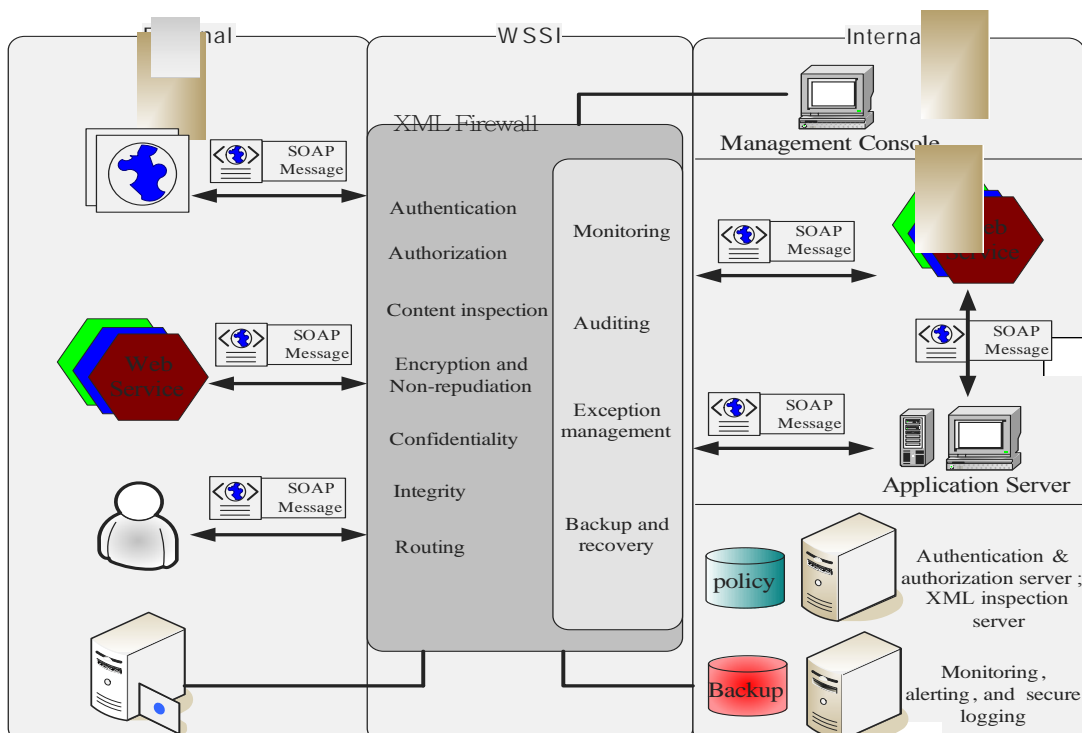 WSSI
Interna
XML Firewall
Management Console
SOAP
Message
Authentication
Authorization
Content inspection
Encryption and
Non-repudiation
Confidentiality
Integrity
Routing
Monitoring
Auditing
Exception
management
Backup and
recovery
SOAP
Message
Web
Service
SOAP
Message
SOAP
Message
SOAP
Message
SOAP
Message
Application Server
policy
Authentication &
authorization server ;
XML inspection
server
Backup
Monitoring,
alerting, and secure
logging